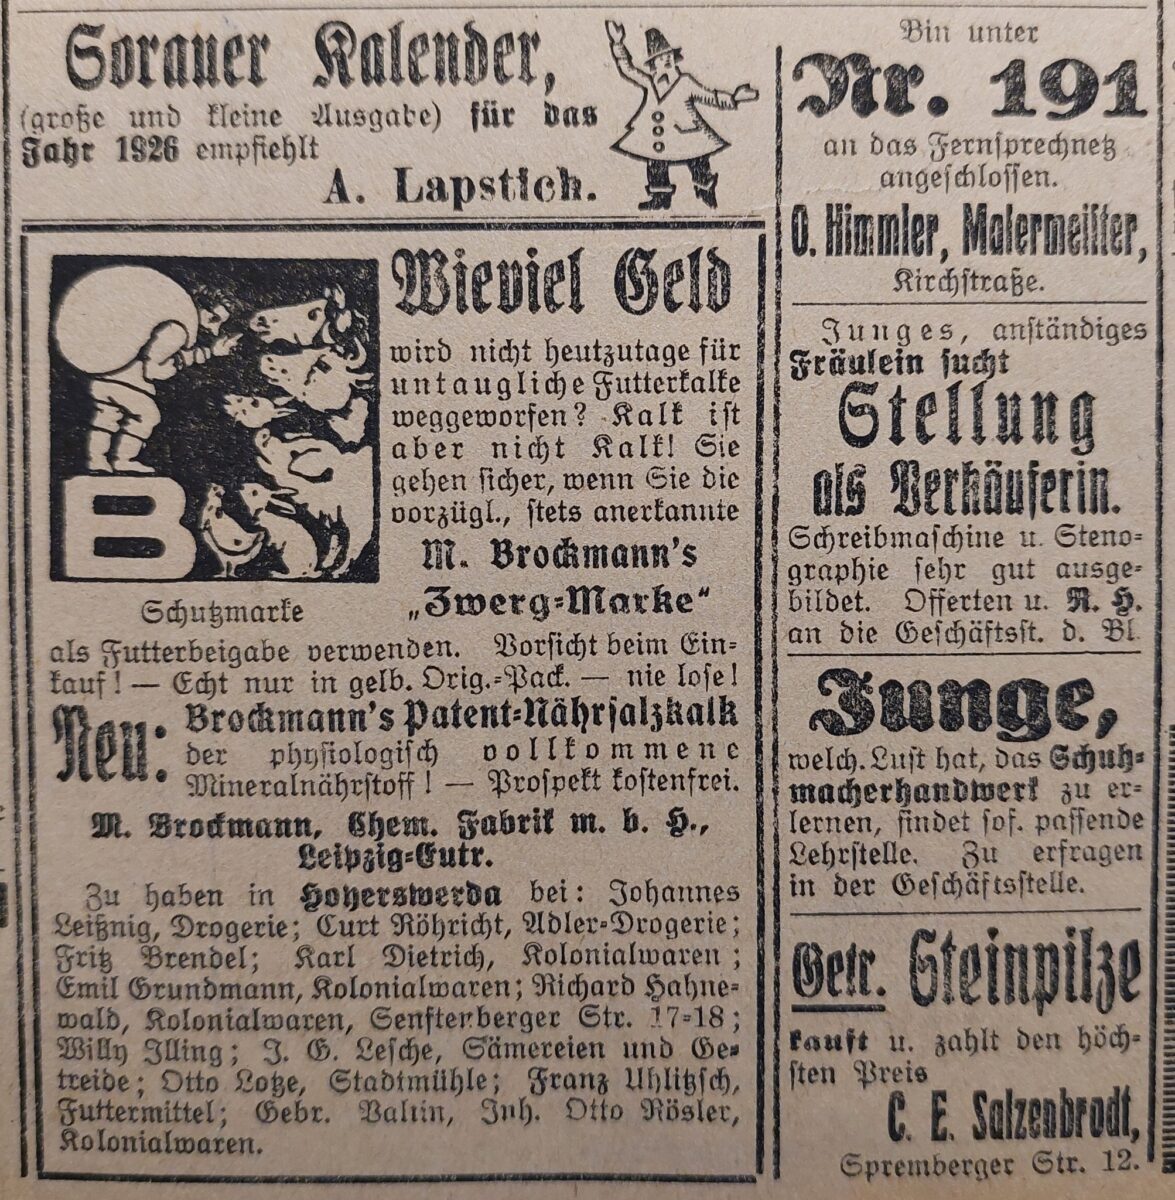 Sorauer Kalender,
(große und kleine Ausgabe) für das
Jahr 1926 empfiehlt
A. Lapstich.
Wieviel Geld
wird nicht heutzutage für
untaugliche Futterkalke
weggeworfen? Kalk ist
aber nicht Kalk! Sie
gehen sicher, wenn Sie die
vorzügl., stets anerkannte
M. Brockmann's
„Zwerg-Marke“
B
Schutzmarke
als Futterbeigabe verwenden. Vorsicht beim Ein-
kauf! — Echt nur in gelb. Orig.-Pack. — nie lose!
Neu: Brockmann's Patent-Nährsalzkalk
der physiologisch vollkommene
Mineralnährstoff! — Prospekt kostenfrei.
M. Brockmann, Chem. Fabrik m. b. H.,
Leipzig-Eutr.
Zu haben in Hoyerswerda bei: Johannes
Leißnig, Drogerie; Curt Röhricht, Adler-Drogerie;
Fritz Brendel; Karl Dietrich, Kolonialwaren;
Emil Grundmann, Kolonialwaren; Richard Hahne-
wald, Kolonialwaren, Senftenberger Str. 17-18;
Willy Illing; J. G. Lesche, Sämereien und Ge-
treide; Otto Lotze, Stadtmühle; Franz Uhlitzsch,
Futtermittel; Gebr. Valtin, Inh. Otto Rösler,
Kolonialwaren.
Bin unter
Nr. 191
an das Fernsprechnetz
angeschlossen.
O. Himmler, Malermeister,
Kirchstraße.
Junges, anständiges
Fräulein sucht
Stellung
als Verkäuferin.
Schreibmaschine u. Steno-
graphie sehr gut ausge-
bildet. Offerten u. R. H.
an die Geschäftsst. d. Bl.
Junge,
welch. Lust hat, das Schuh-
macherhandwerk zu er-
lernen, findet sof. passende
Lehrstelle. Zu erfragen
in der Geschäftsstelle.
Getr. Steinpilze
kauft u. zahlt den höch-
sten Preis
C. E. Salzenbrodt,
Spremberger Str. 12.